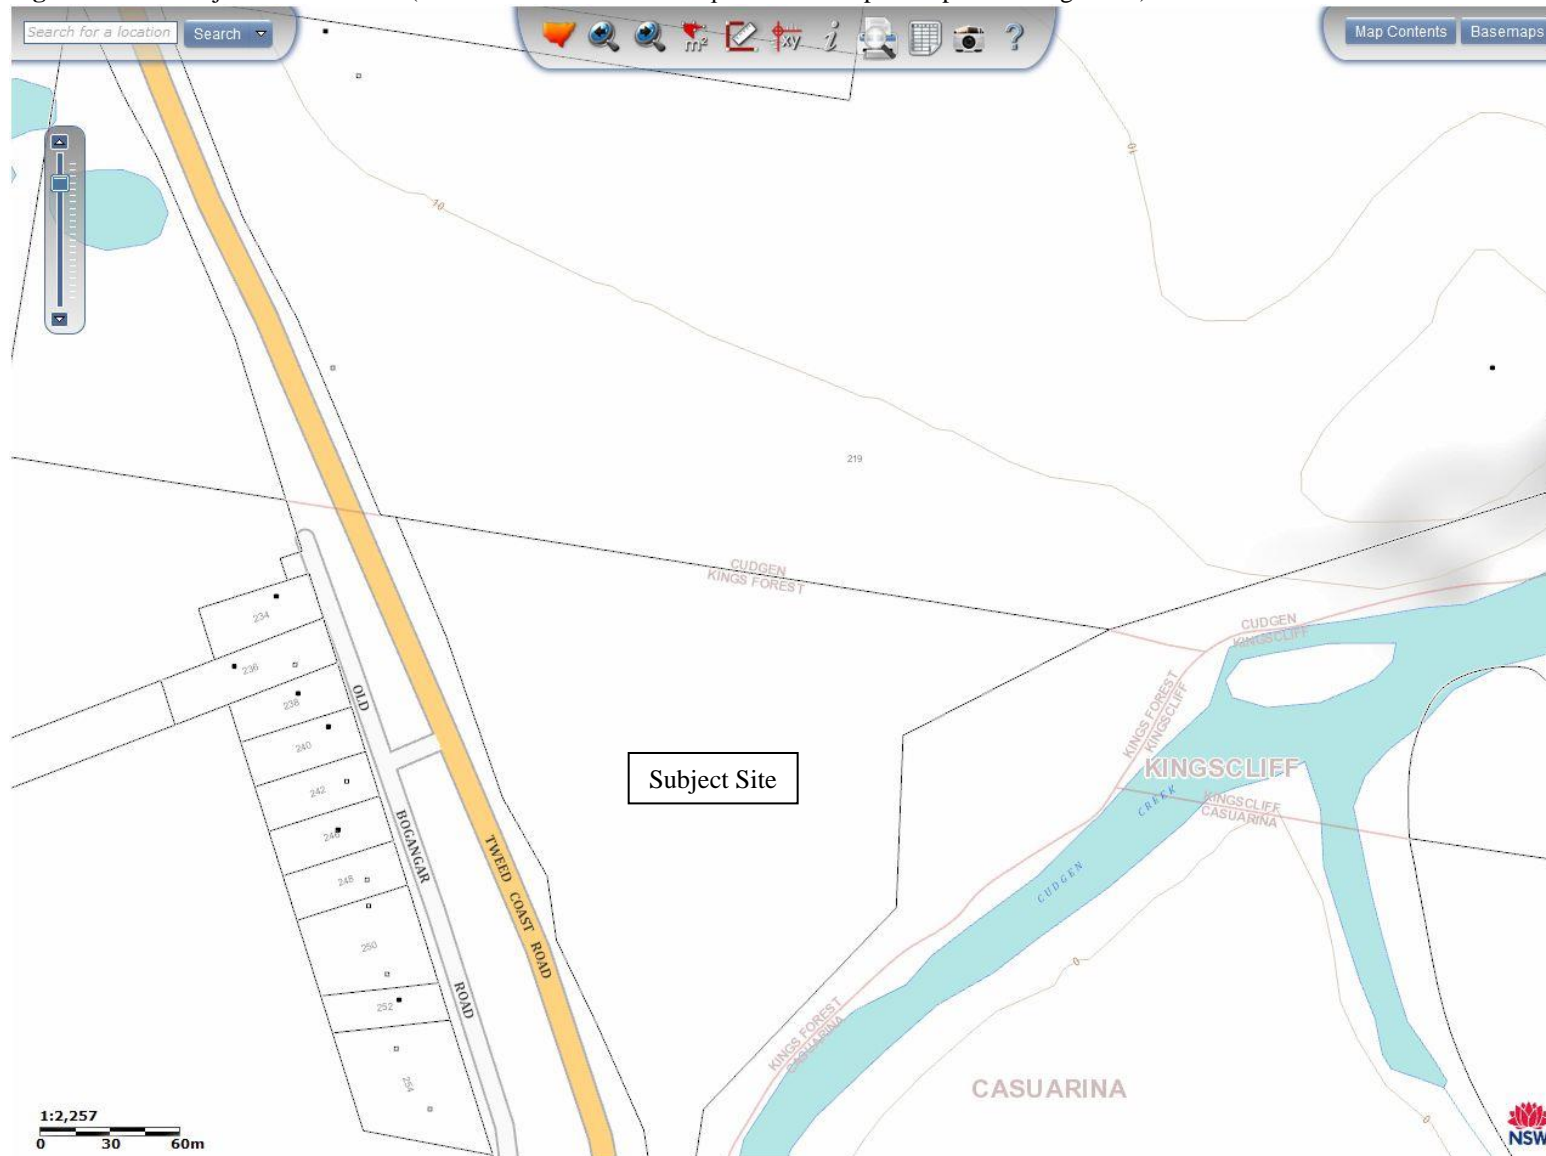 Search for a location
Search
m²
xy
i
?
Map Contents
Basemaps
10
10
219
CUDGEN
KINGS FOREST
CUDGEN
KINGSCLIFF
KINGS FOREST
KINGSCLIFF
KINGSCLIFF
KINGSCLIFF
CASUARINA
CREEK
CUDGEN
234
236
238
240
242
246
248
250
252
254
OLD
BOGANGAR
ROAD
TWEED COAST ROAD
Subject Site
0
KINGS FOREST
CASUARINA
CASUARINA
0
1:2,257
0 30 60m
NSW